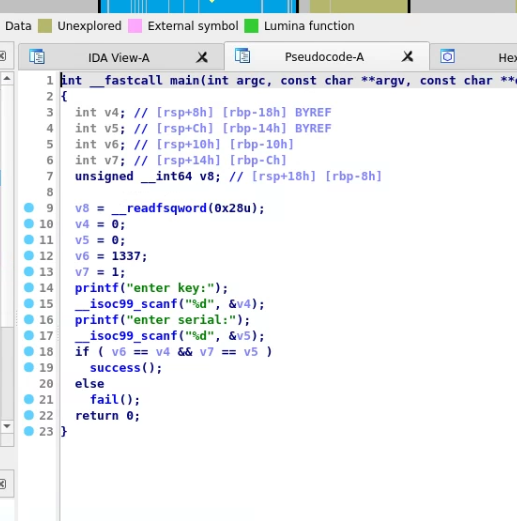 Data Unexplored External symbol Lumina function
IDA View-A Pseudocode-A Hex
1 int __fastcall main(int argc, const char **argv, const char **
2 {
3 int v4; // [rsp+8h] [rbp-18h] BYREF
4 int v5; // [rsp+Ch] [rbp-14h] BYREF
5 int v6; // [rsp+10h] [rbp-10h]
6 int v7; // [rsp+14h] [rbp-Ch]
7 unsigned __int64 v8; // [rsp+18h] [rbp-8h]
8
9 v8 = __readfsqword(0x28u);
10 v4 = 0;
11 v5 = 0;
12 v6 = 1337;
13 v7 = 1;
14 printf("enter key:");
15 __isoc99_scanf("%d", &v4);
16 printf("enter serial:");
17 __isoc99_scanf("%d", &v5);
18 if ( v6 == v4 && v7 == v5 )
19 success();
20 else
21 fail();
22 return 0;
23 }